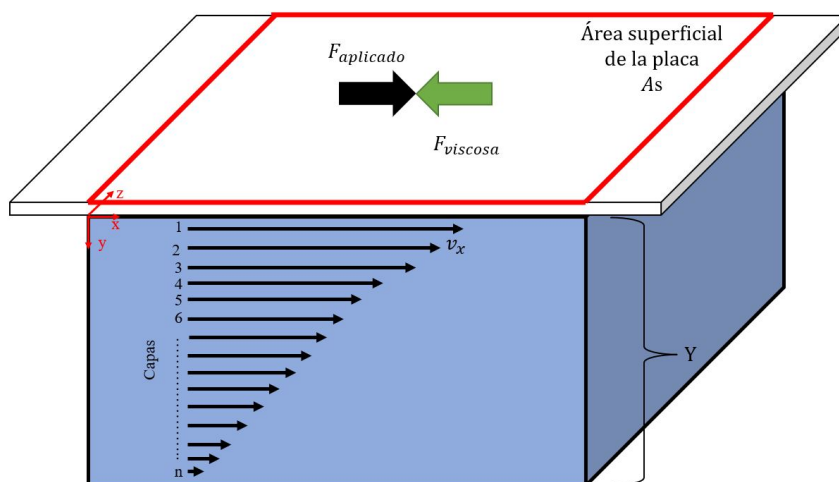 Área superficial
de la placa
As
F_aplicado
F_viscosa
z
x
y
1
2
v_x
3
4
5
6
Capas
n
Y